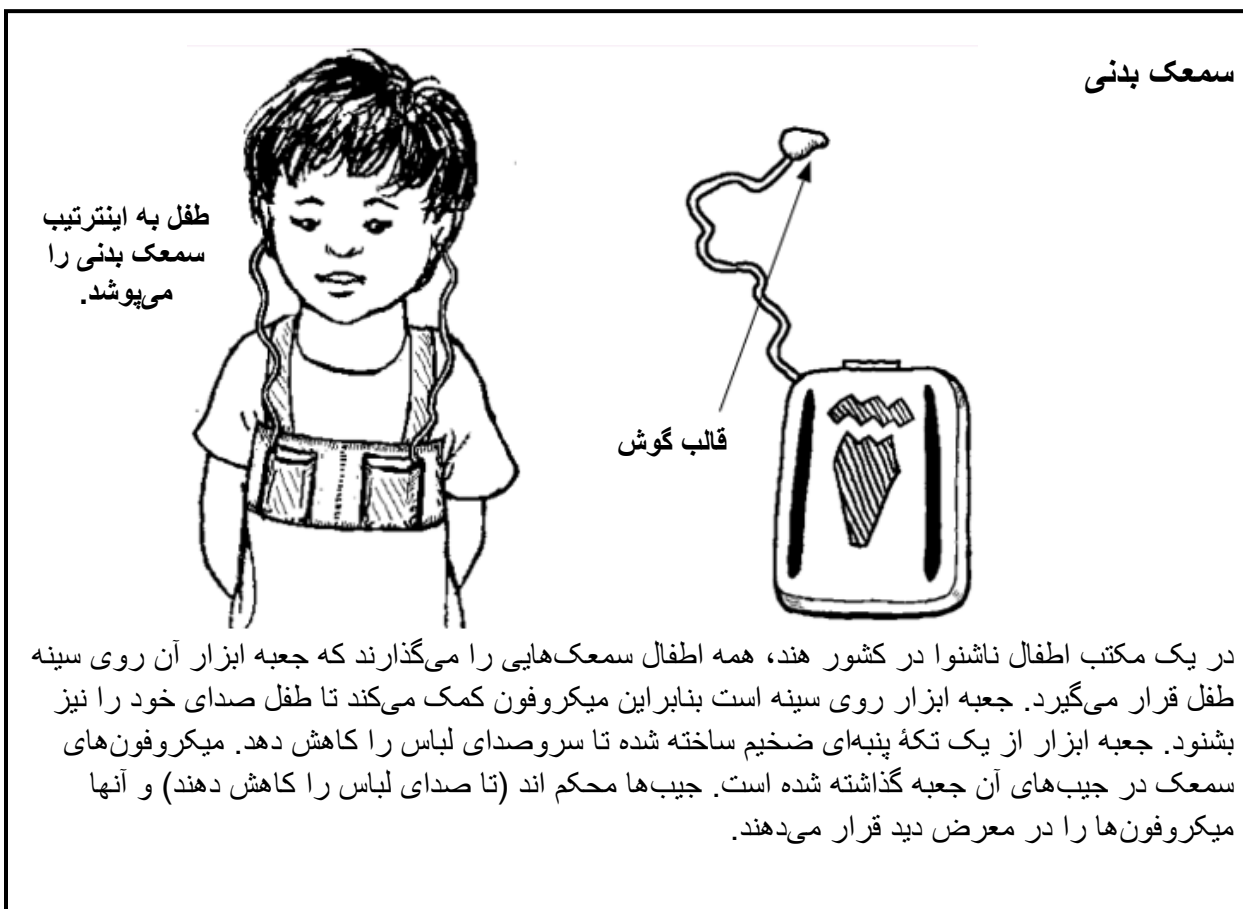 سمعک بدنی
طفل به اینترتیب
سمعک بدنی را
می‌پوشد.
قالب گوش
در یک مکتب اطفال ناشنوا در کشور هند، همه اطفال سمعک‌هایی را می‌گذارند که جعبه ابزار آن روی سینه
طفل قرار می‌گیرد. جعبه ابزار روی سینه است بنابراین میکروفون کمک می‌کند تا طفل صدای خود را نیز
بشنود. جعبه ابزار از یک تکهٔ پنبه‌ای ضخیم ساخته شده تا سروصدای لباس را کاهش دهد. میکروفون‌های
سمعک در جیب‌های آن جعبه گذاشته شده است. جیب‌ها محکم اند (تا صدای لباس را کاهش دهند) و آنها
میکروفون‌ها را در معرض دید قرار می‌دهند.